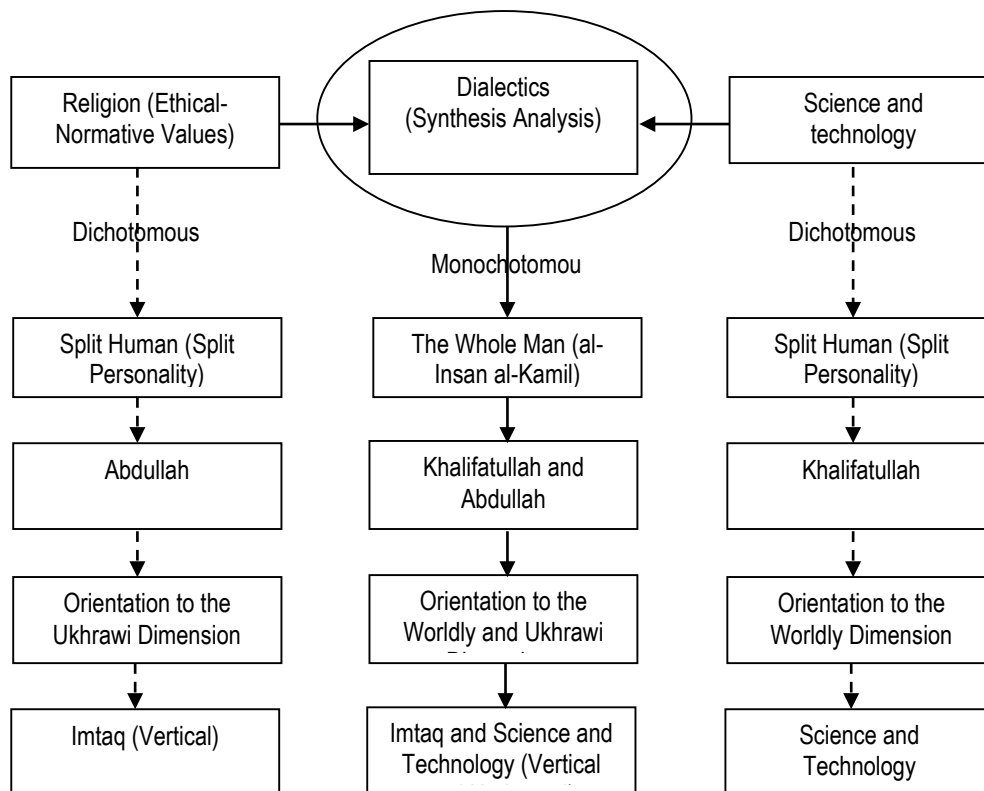 Religion (Ethical-
Normative Values)
Dialectics
(Synthesis Analysis)
Science and
technology
Dichotomous
Monochotomou
Dichotomous
Split Human (Split
Personality)
The Whole Man (al-
Insan al-Kamil)
Split Human (Split
Personality)
Abdullah
Khalifatullah and
Abdullah
Khalifatullah
Orientation to the
Ukhrawi Dimension
Orientation to the
Worldly and Ukhrawi
Orientation to the
Worldly Dimension
Imtaq (Vertical)
Imtaq and Science and
Technology (Vertical
Science and
Technology